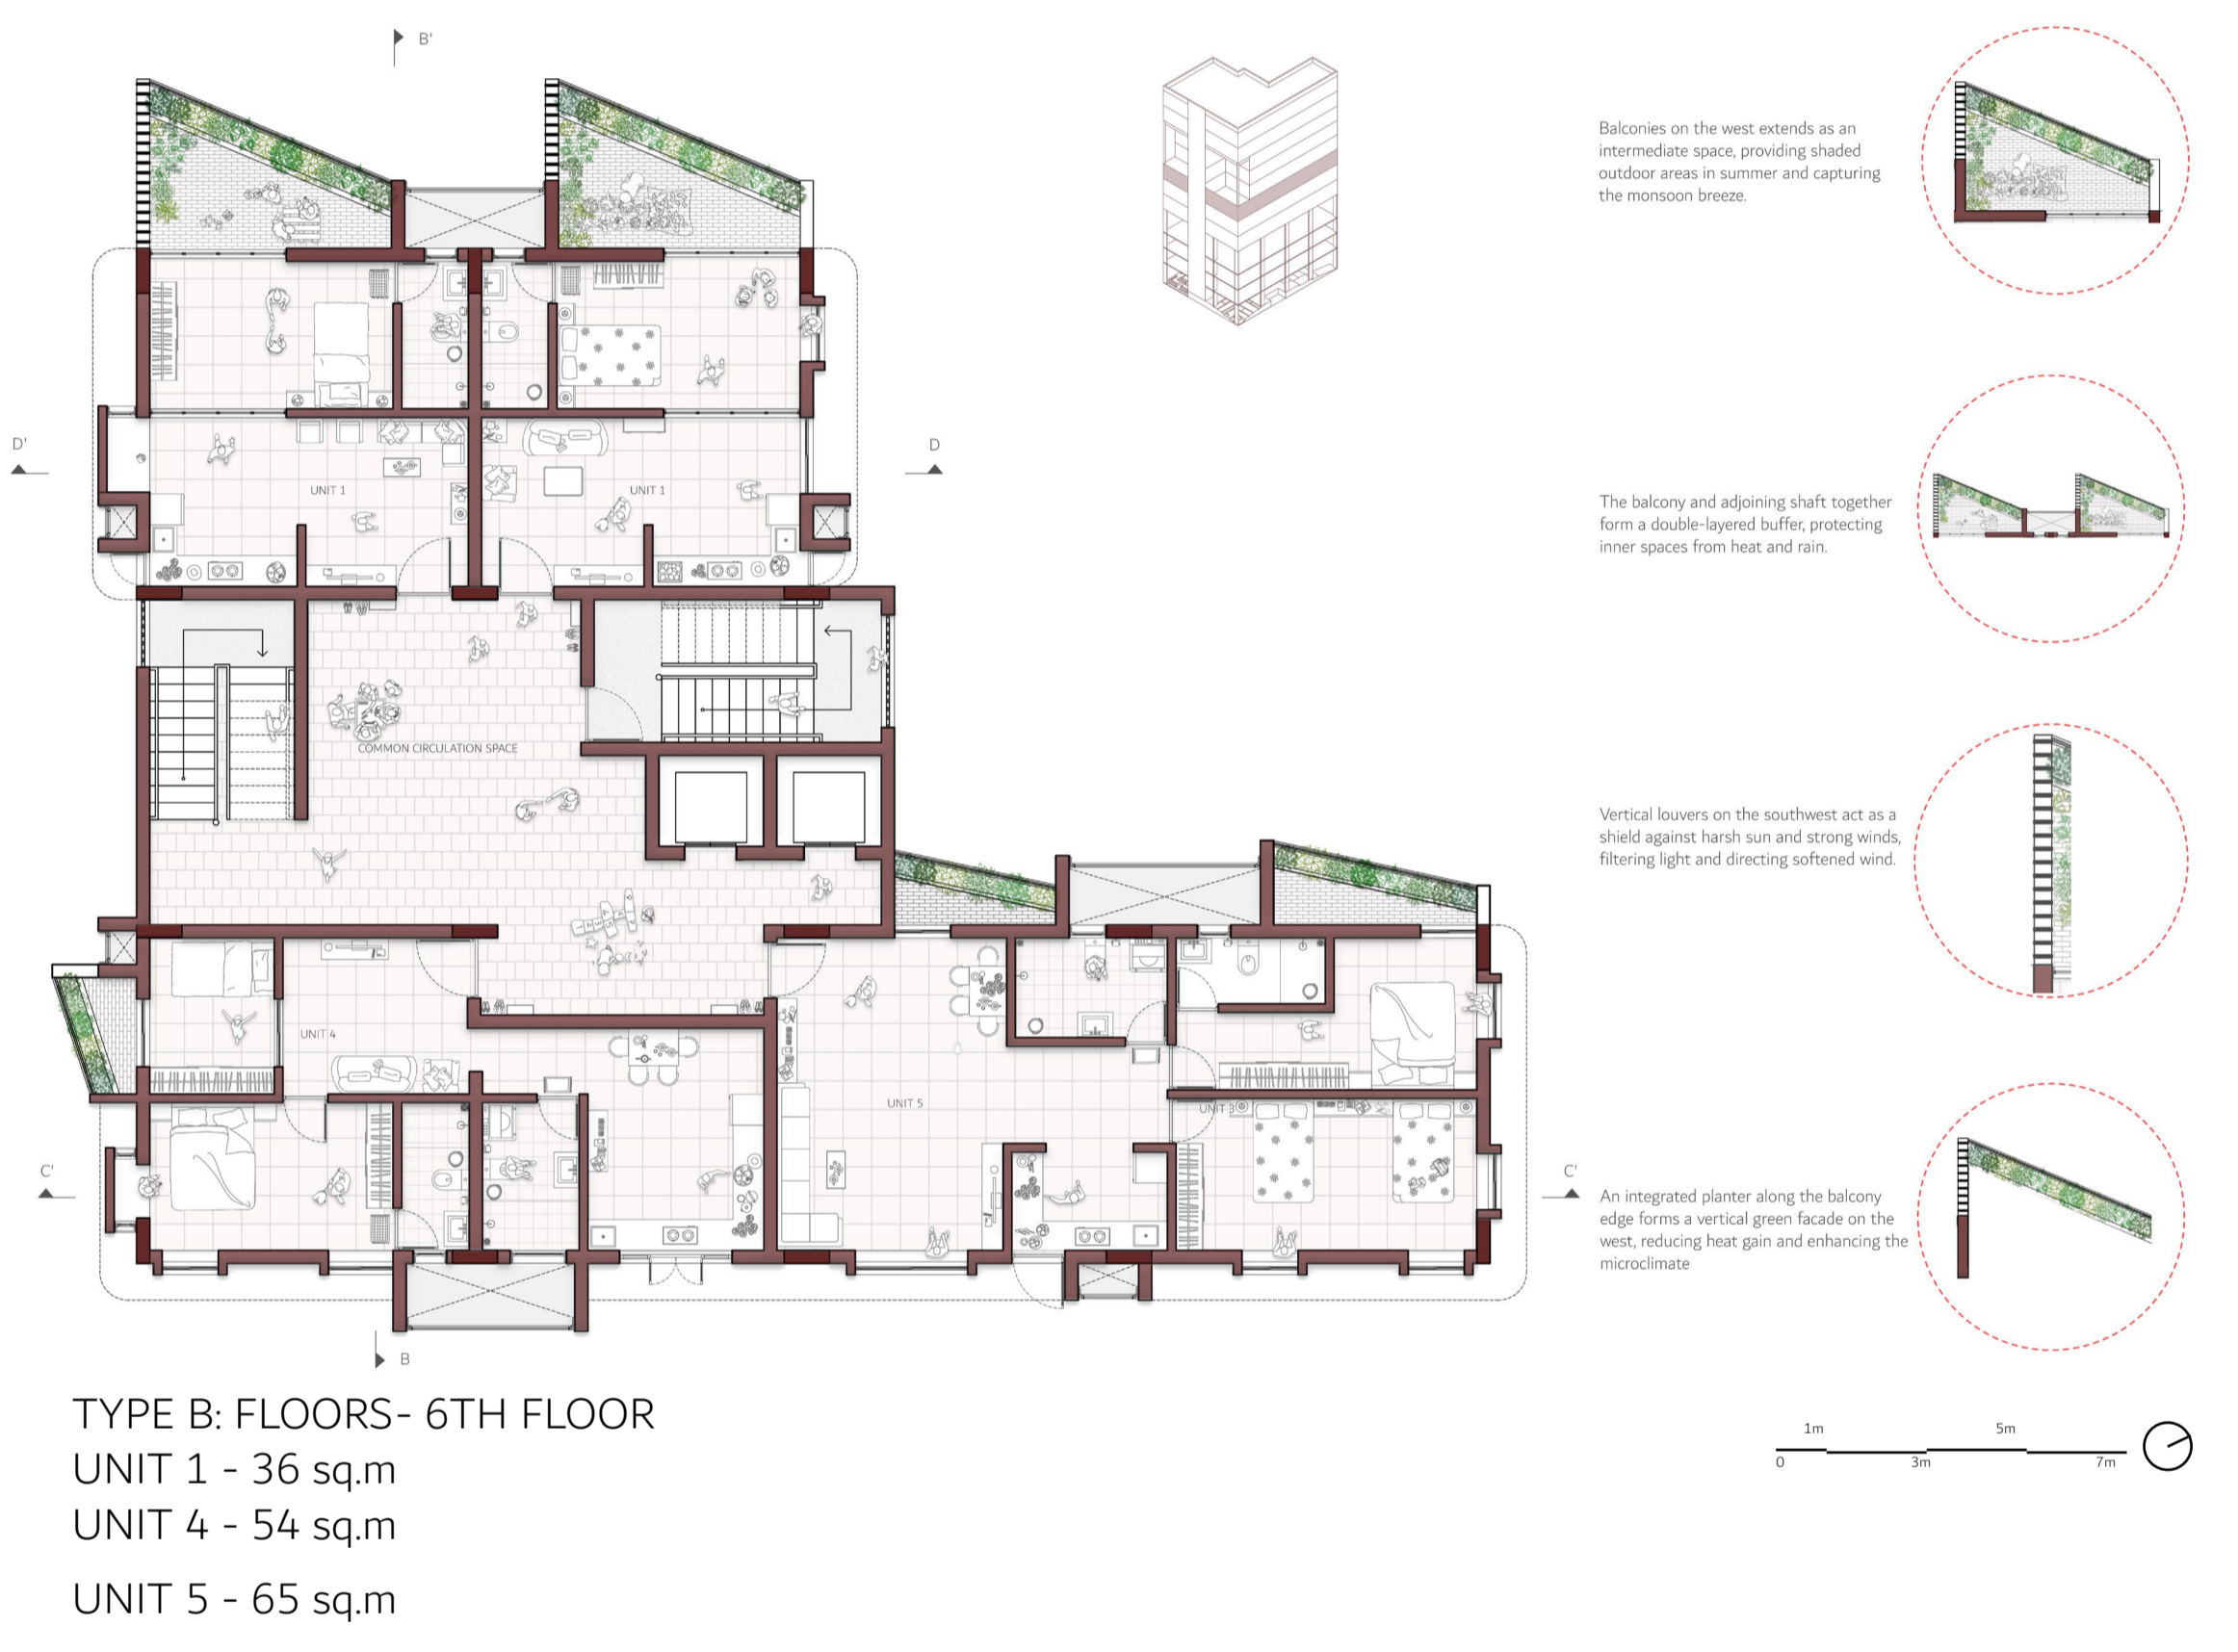 B'
Balconies on the west extends as an
intermediate space, providing shaded
outdoor areas in summer and capturing
the monsoon breeze.
D'
D
UNIT 1
UNIT 1
The balcony and adjoining shaft together
form a double-layered buffer, protecting
inner spaces from heat and rain.
COMMON CIRCULATION SPACE
Vertical louvers on the southwest act as a
shield against harsh sun and strong winds,
filtering light and directing softened wind.
UNIT 4
UNIT 5
UNIT 3
C'
C'
An integrated planter along the balcony
edge forms a vertical green facade on the
west, reducing heat gain and enhancing the
microclimate
B
TYPE B: FLOORS- 6TH FLOOR
UNIT 1 - 36 sq.m
UNIT 4 - 54 sq.m
UNIT 5 - 65 sq.m
1m
5m
0
3m
7m